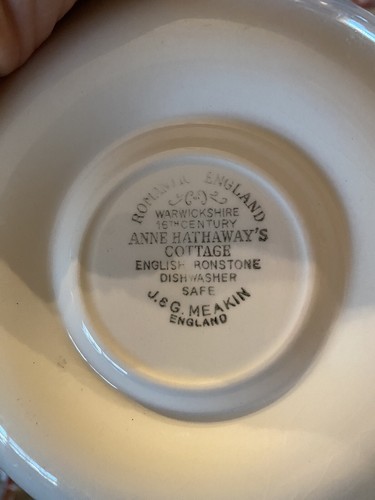 ROMANTIC ENGLAND
WARWICKSHIRE
16TH CENTURY
ANNE HATHAWAY'S
COTTAGE
ENGLISH IRONSTONE
DISHWASHER
SAFE
J. & G. MEAKIN
ENGLAND